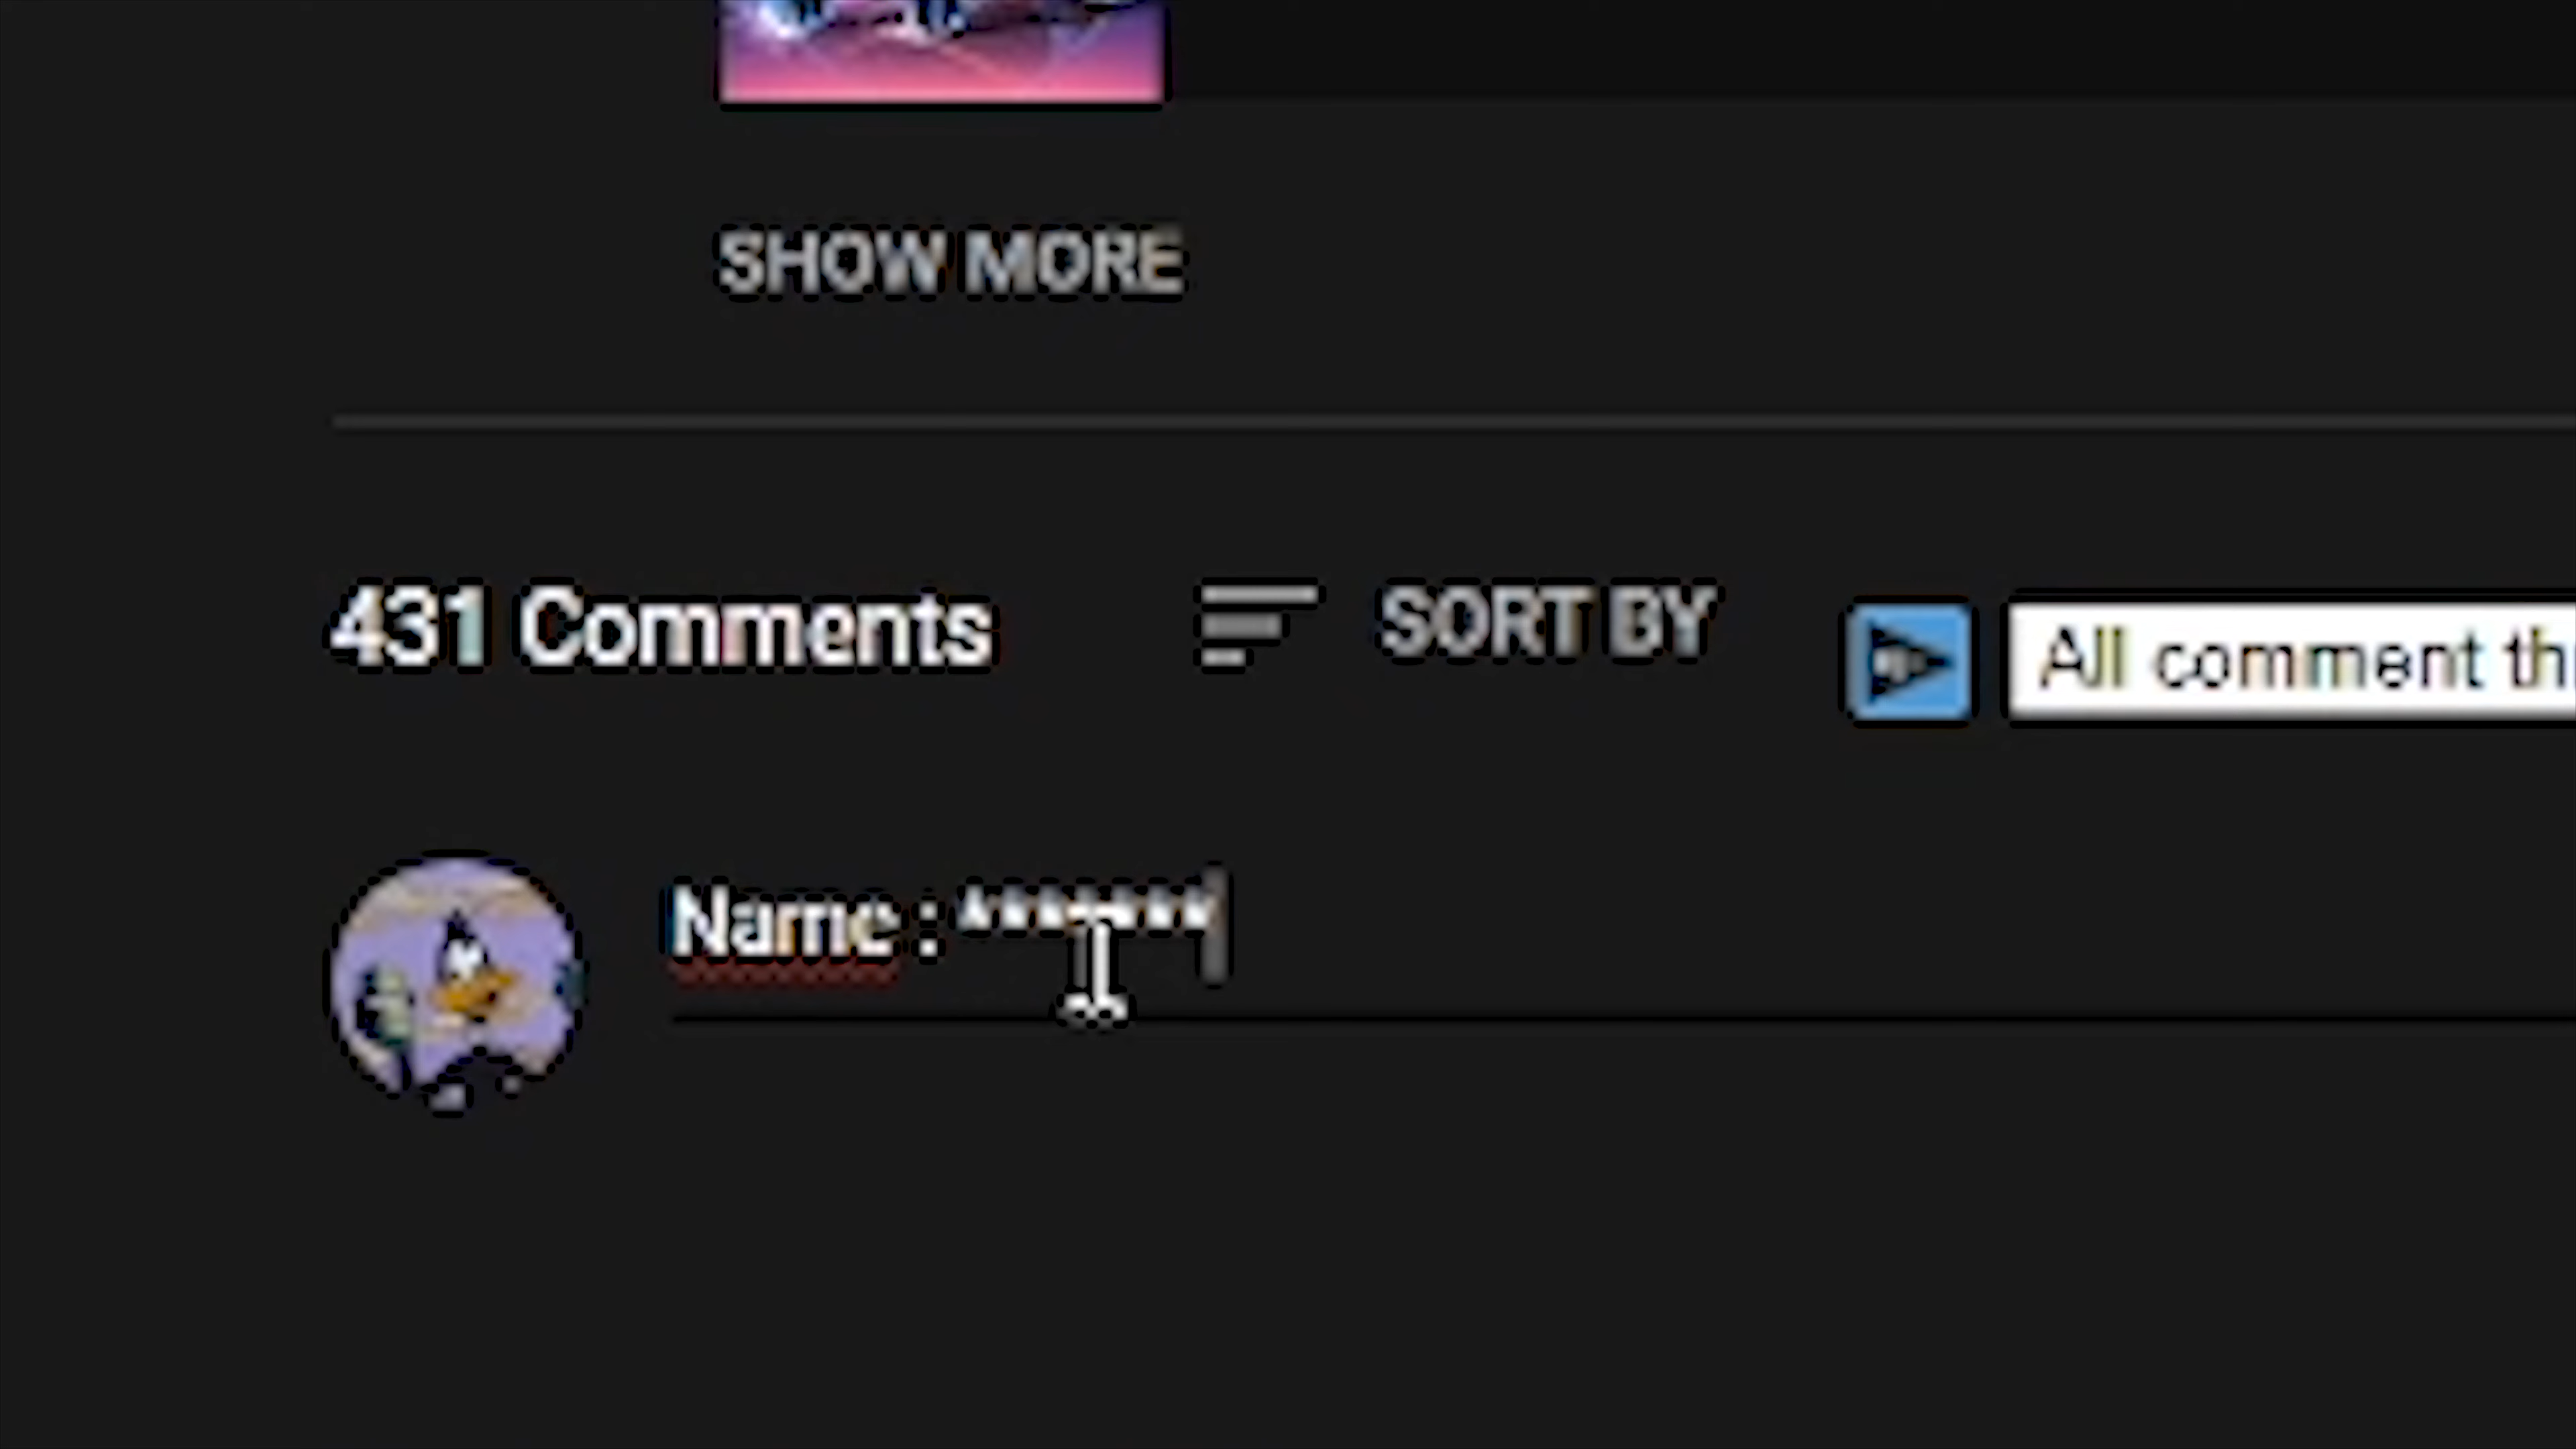 SHOW MORE
431 Comments
SORT BY
All comment th
Name : *******